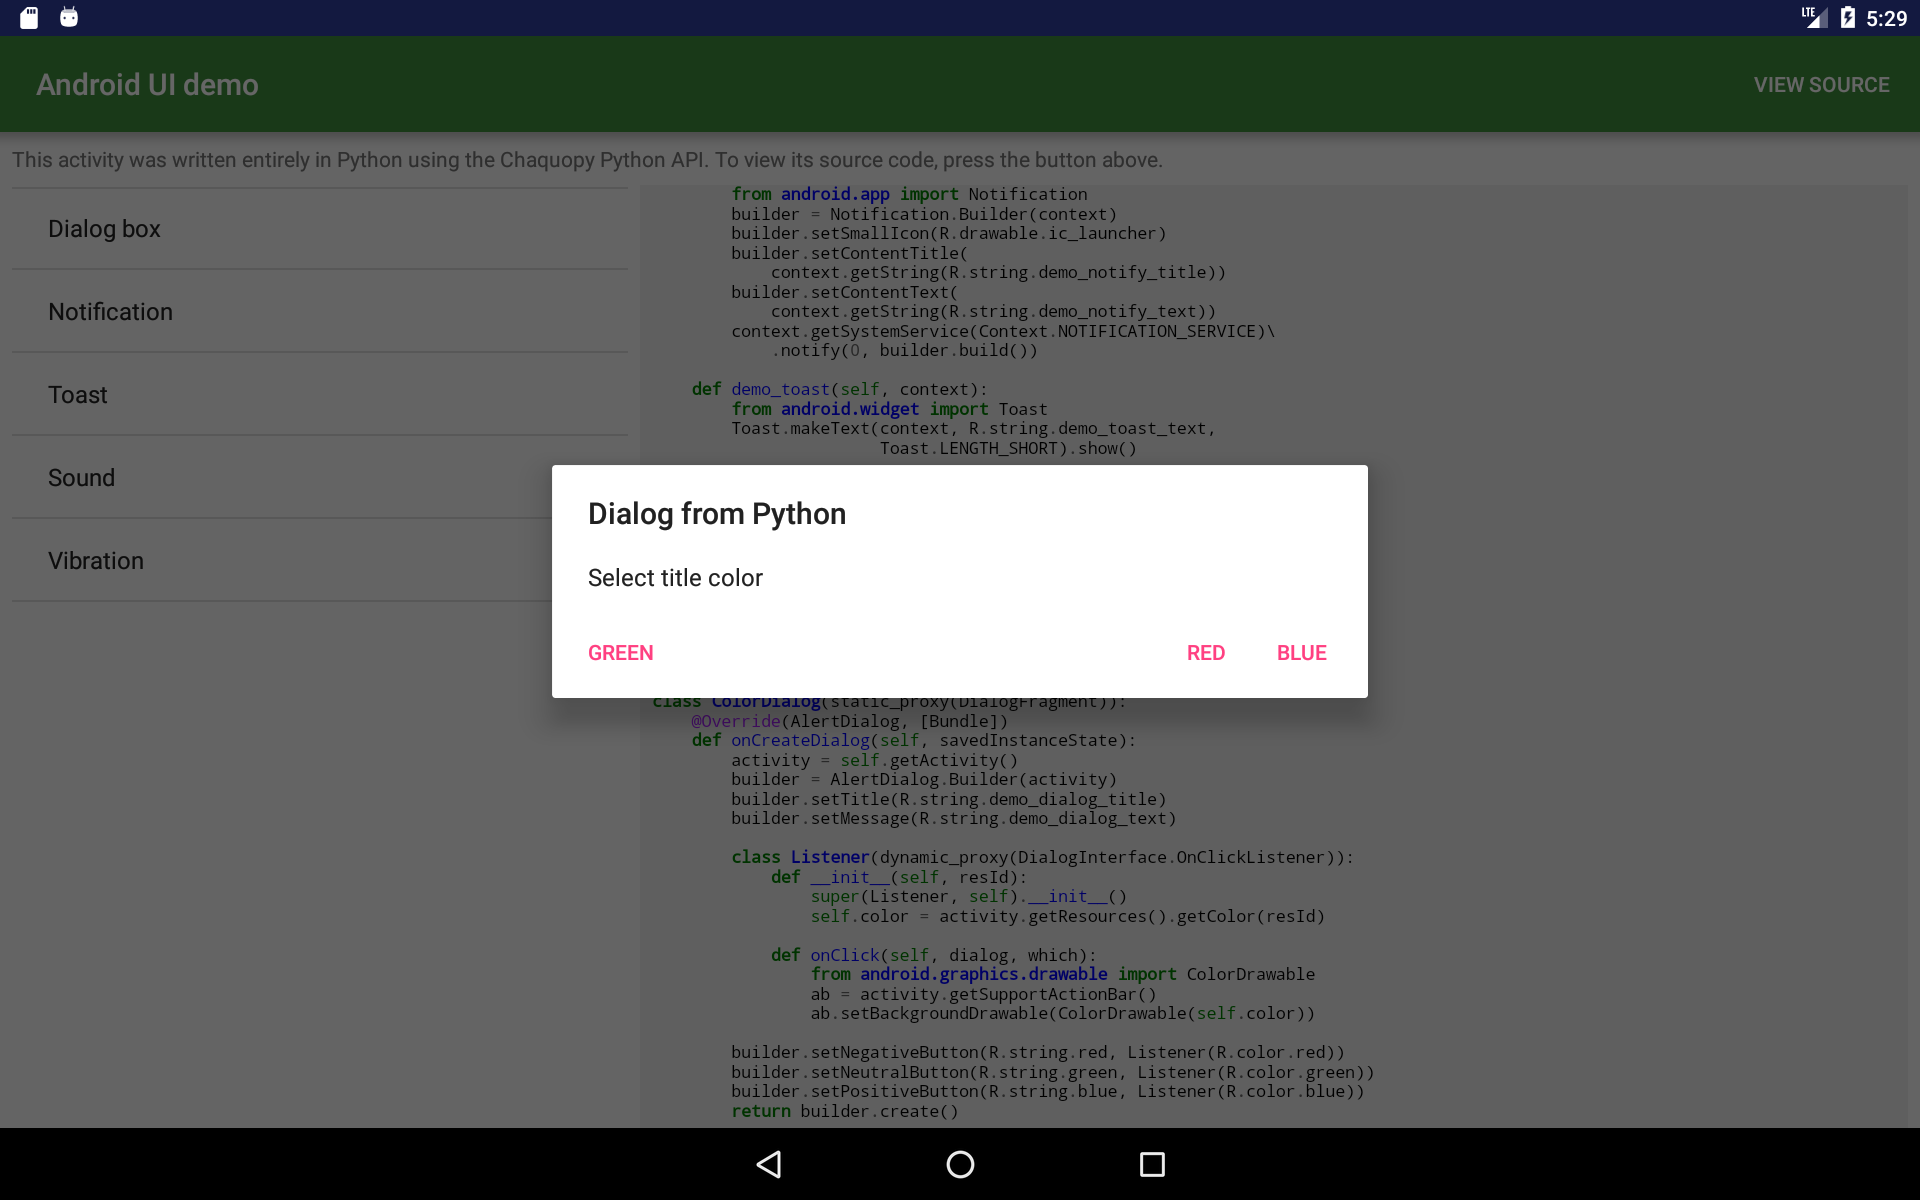 LTE 5:29
Android UI demo
VIEW SOURCE
This activity was written entirely in Python using the Chaquopy Python API. To view its source code, press the button above.
Dialog box
Notification
Toast
Sound
Vibration
from android.app import Notification
builder = Notification.Builder(context)
builder.setSmallIcon(R.drawable.ic_launcher)
builder.setContentTitle(
context.getString(R.string.demo_notify_title))
builder.setContentText(
context.getString(R.string.demo_notify_text))
context.getSystemService(Context.NOTIFICATION_SERVICE)\
.notify(0, builder.build())
def demo_toast(self, context):
from android.widget import Toast
Toast.makeText(context, R.string.demo_toast_text,
Toast.LENGTH_SHORT).show()
Dialog from Python
Select title color
GREEN
RED
BLUE
class ColorDialog(static_proxy(DialogFragment)):
@Override(AlertDialog, [Bundle])
def onCreateDialog(self, savedInstanceState):
activity = self.getActivity()
builder = AlertDialog.Builder(activity)
builder.setTitle(R.string.demo_dialog_title)
builder.setMessage(R.string.demo_dialog_text)
class Listener(dynamic_proxy(DialogInterface.OnClickListener)):
def __init__(self, resId):
super(Listener, self).__init__()
self.color = activity.getResources().getColor(resId)
def onClick(self, dialog, which):
from android.graphics.drawable import ColorDrawable
ab = activity.getSupportActionBar()
ab.setBackgroundDrawable(ColorDrawable(self.color))
builder.setNegativeButton(R.string.red, Listener(R.color.red))
builder.setNeutralButton(R.string.green, Listener(R.color.green))
builder.setPositiveButton(R.string.blue, Listener(R.color.blue))
return builder.create()